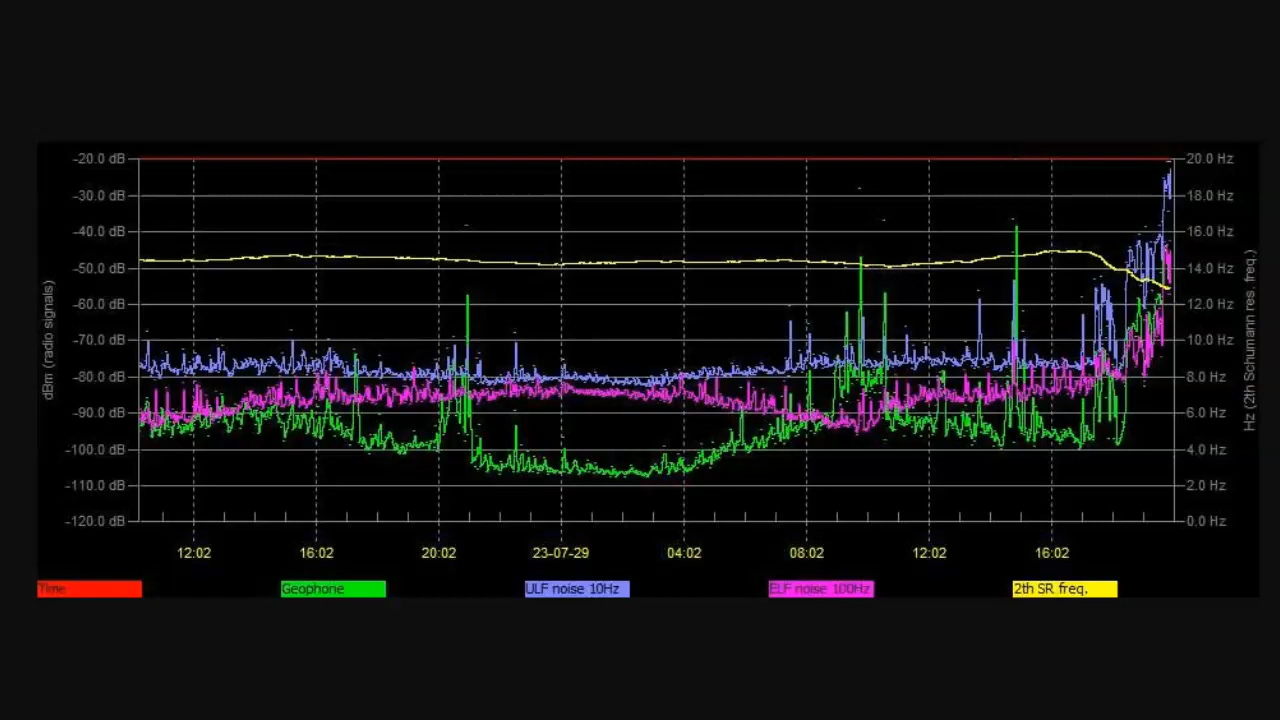 -20.0 dB
-30.0 dB
-40.0 dB
-50.0 dB
-60.0 dB
-70.0 dB
-80.0 dB
-90.0 dB
-100.0 dB
-110.0 dB
-120.0 dB
dBm (radio signals)
20.0 Hz
18.0 Hz
16.0 Hz
14.0 Hz
12.0 Hz
10.0 Hz
8.0 Hz
6.0 Hz
4.0 Hz
2.0 Hz
0.0 Hz
Hz (2th Schumann res. freq.)
12:02 16:02 20:02 23-07-29 04:02 08:02 12:02 16:02
Time Geophone ULF noise 10Hz ELF noise 100Hz 2th SR freq.